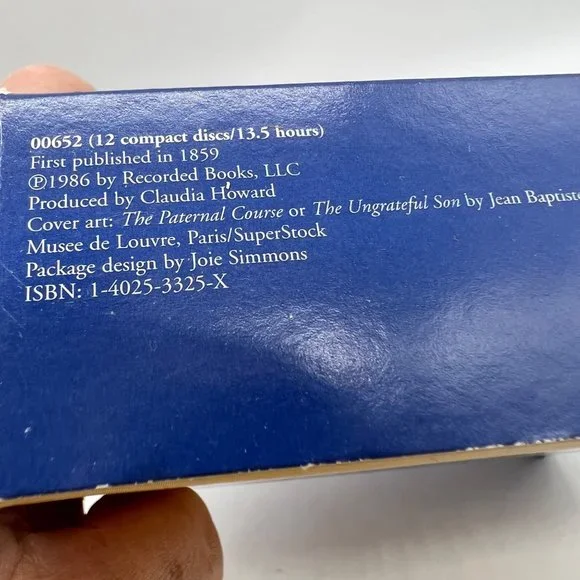 00652 (12 compact discs/13.5 hours)
First published in 1859
℗1986 by Recorded Books, LLC
Produced by Claudia Howard
Cover art: The Paternal Course or The Ungrateful Son by Jean Baptiste
Musee de Louvre, Paris/SuperStock
Package design by Joie Simmons
ISBN: 1-4025-3325-X